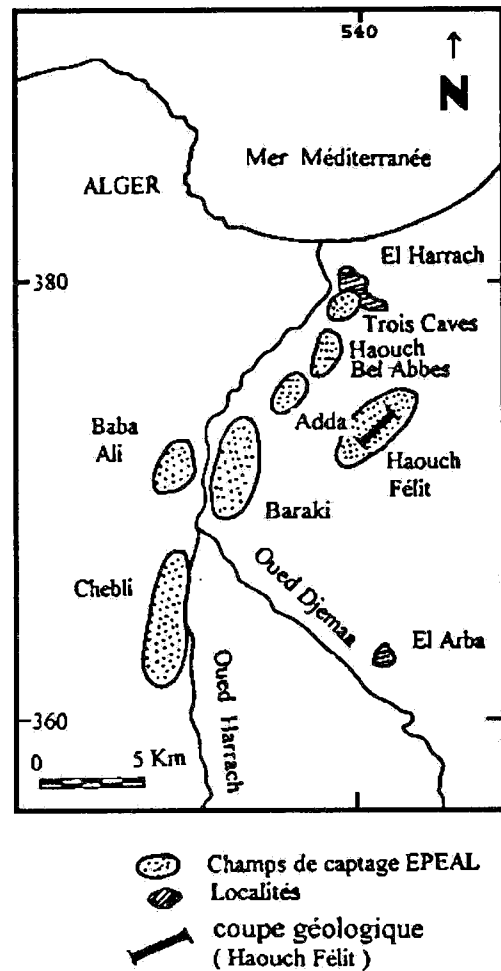 540
↑
N
Mer Méditerranée
ALGER
El Harrach
380
Trois Caves
Haouch
Bel Abbes
Adda
Baba
Ali
Haouch
Félit
Baraki
Oued Djemaa
Chebli
El Arba
Oued Harrach
360
0 5 Km
Champs de captage EPEAL
Localités
coupe géologique
( Haouch Félit )